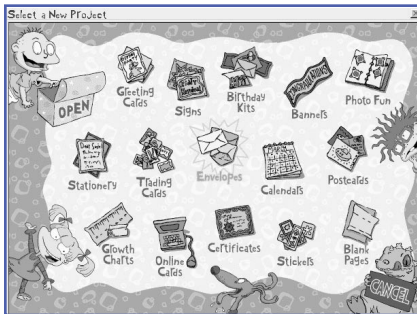 Select a New Project
OPEN
Greeting
Cards
Signs
Birthday
Kits
CONGRATULATIONS
Banners
Photo Fun
Stationery
Trading
Cards
Envelopes
Calendars
Postcards
Growth
Charts
Online
Cards
Certificates
Stickers
Blank
Pages
CANCEL